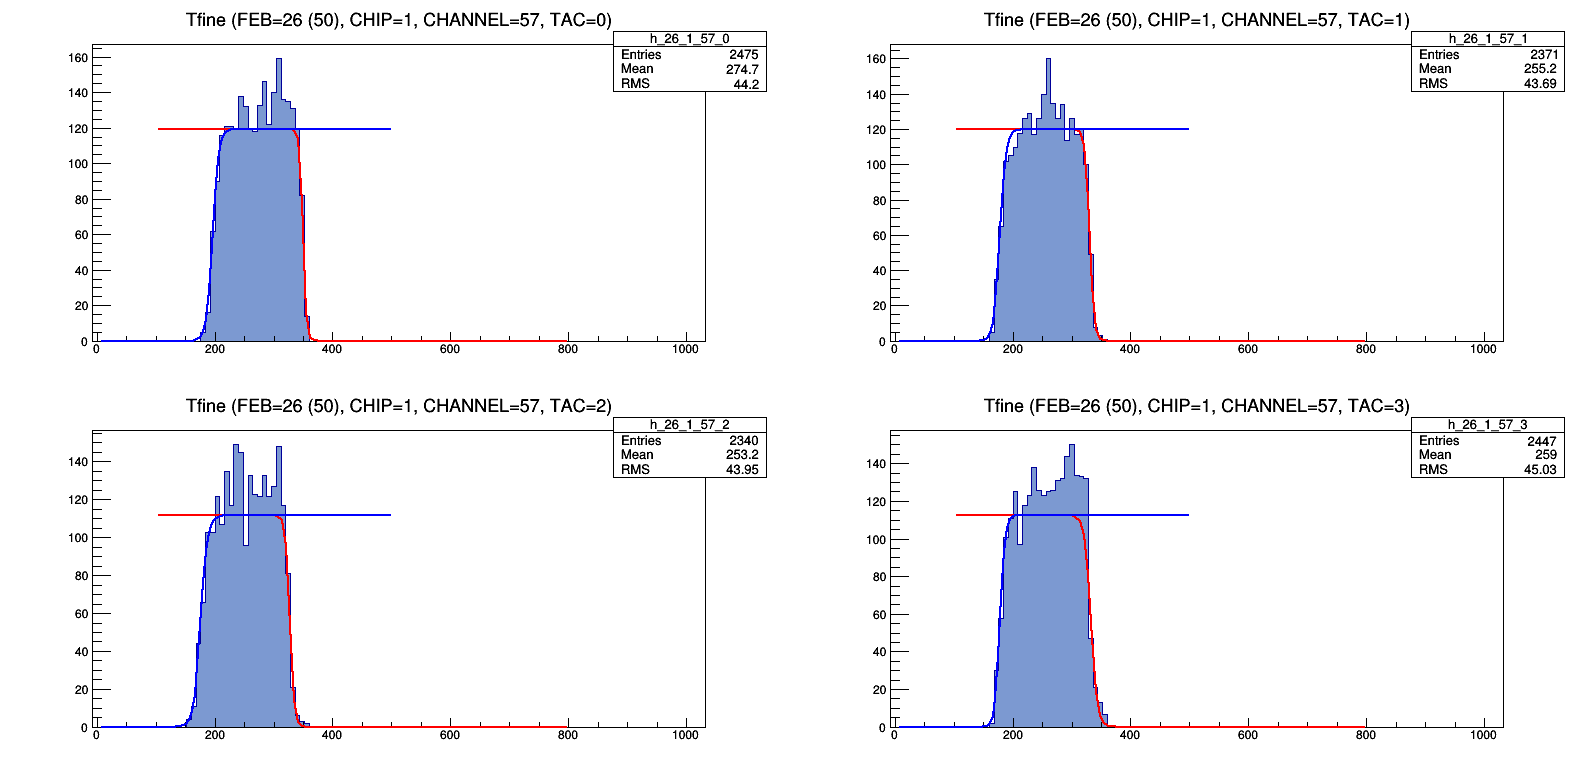 Tfine (FEB=26 (50), CHIP=1, CHANNEL=57, TAC=0)
h_26_1_57_0
Entries 2475
Mean 274.7
RMS 44.2
160
140
120
100
80
60
40
20
0
0 200 400 600 800 1000
Tfine (FEB=26 (50), CHIP=1, CHANNEL=57, TAC=1)
h_26_1_57_1
Entries 2371
Mean 255.2
RMS 43.69
160
140
120
100
80
60
40
20
0
0 200 400 600 800 1000
Tfine (FEB=26 (50), CHIP=1, CHANNEL=57, TAC=2)
h_26_1_57_2
Entries 2340
Mean 253.2
RMS 43.95
140
120
100
80
60
40
20
0
0 200 400 600 800 1000
Tfine (FEB=26 (50), CHIP=1, CHANNEL=57, TAC=3)
h_26_1_57_3
Entries 2447
Mean 259
RMS 45.03
140
120
100
80
60
40
20
0
0 200 400 600 800 1000